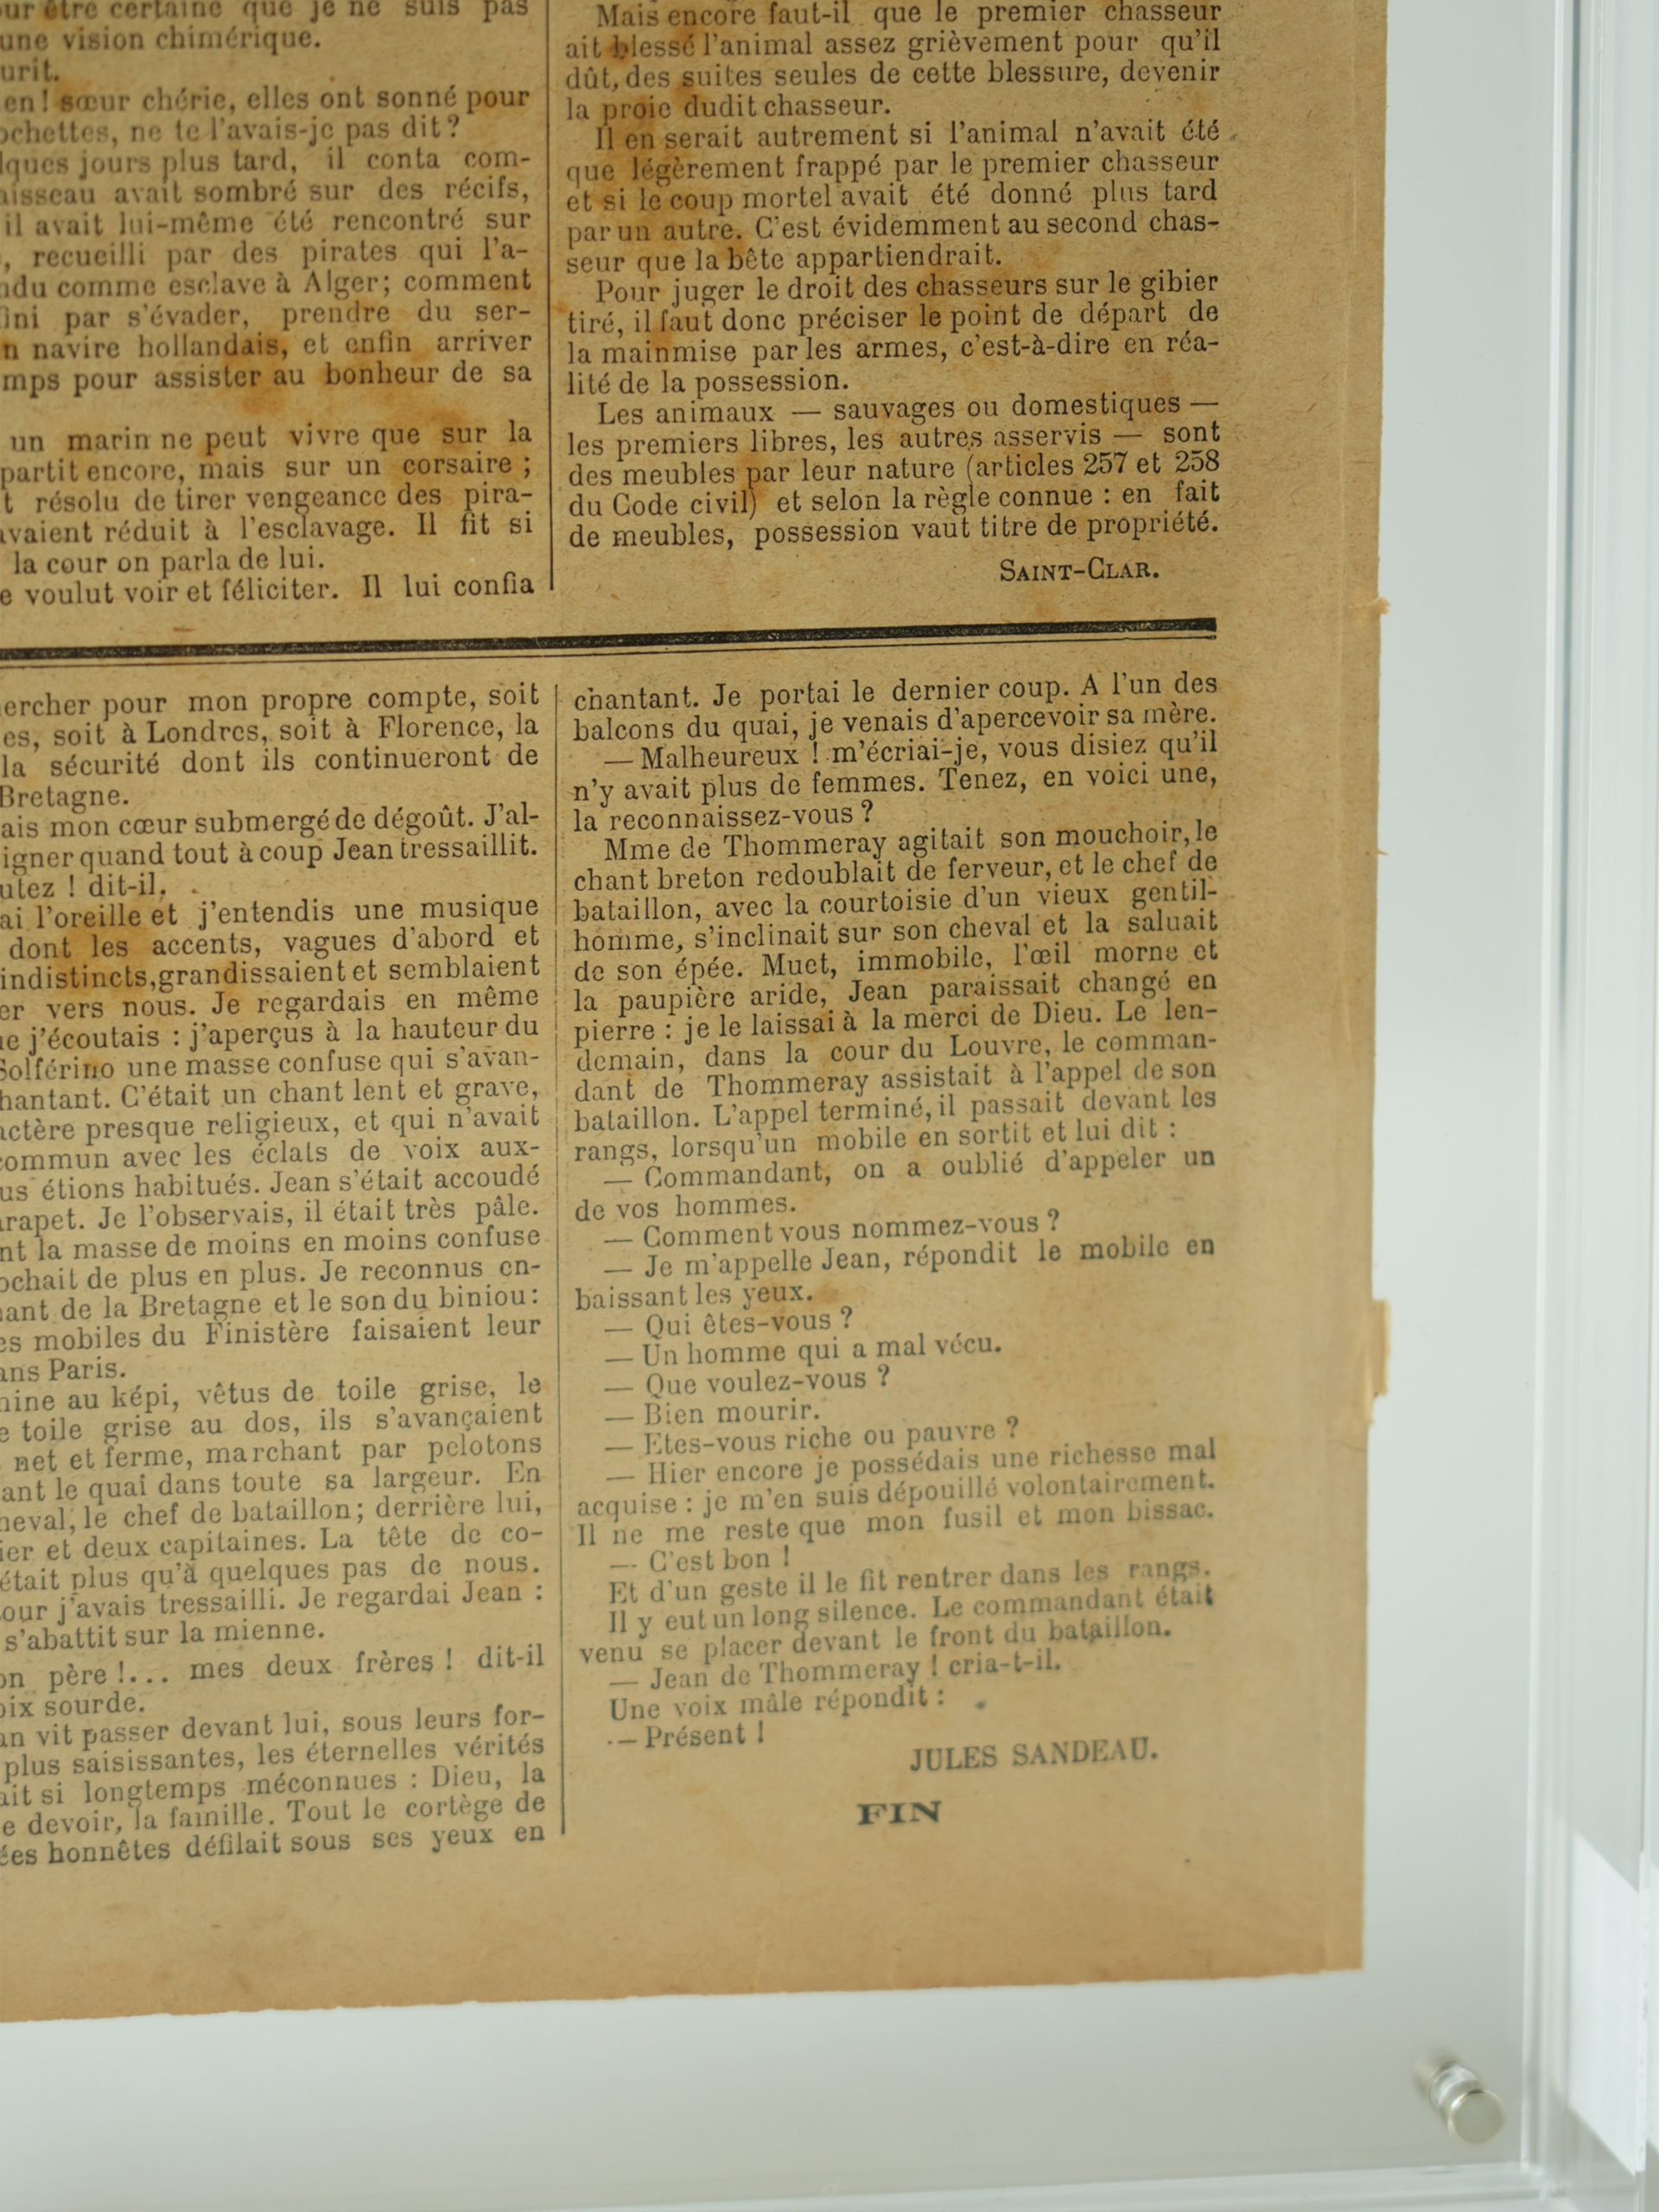 être certaine que je ne suis pas
une vision chimérique.
en! sœur chérie, elles ont sonné pour
ne te l'avais-je pas dit?
jours plus tard, il conta com-
avait sombré sur des récifs,
il avait lui-même été rencontré sur
, recueilli par des pirates qui l'a-
comme esclave à Alger; comment
par s'évader, prendre du ser-
n navire hollandais, et enfin arriver
pour assister au bonheur de sa
un marin ne peut vivre que sur la
partit encore, mais sur un corsaire ;
t résolu de tirer vengeance des pira-
réduit à l'esclavage. Il fit si
la cour on parla de lui.
e voulut voir et féliciter. Il lui confia
Mais encore faut-il que le premier chasseur
ait blessé l'animal assez grièvement pour qu'il
dût, des suites seules de cette blessure, devenir
la proie dudit chasseur.
Il en serait autrement si l'animal n'avait été
que légèrement frappé par le premier chasseur
et si le coup mortel avait été donné plus tard
par un autre. C'est évidemment au second chas-
seur que la bête appartiendrait.
Pour juger le droit des chasseurs sur le gibier
tiré, il faut donc préciser le point de départ de
la mainmise par les armes, c'est-à-dire en réa-
lité de la possession.
Les animaux — sauvages ou domestiques —
les premiers libres, les autres asservis — sont
des meubles par leur nature (articles 257 et 258
du Code civil) et selon la règle connue : en fait
de meubles, possession vaut titre de propriété.
SAINT-CLAR.
ercher pour mon propre compte, soit
es, soit à Londres, soit à Florence, la
la sécurité dont ils continueront de
Bretagne.
ais mon cœur submergé de dégoût. J'al-
igner quand tout à coup Jean tressaillit.
utez ! dit-il.
ai l'oreille et j'entendis une musique
dont les accents, vagues d'abord et
indistincts, grandissaient et semblaient
er vers nous. Je regardais en même
e j'écoutais : j'aperçus à la hauteur du
Solférino une masse confuse qui s'avan-
hantant. C'était un chant lent et grave,
actère presque religieux, et qui n'avait
commun avec les éclats de voix aux-
us étions habitués. Jean s'était accoudé
arapet. Je l'observais, il était très pâle.
nt la masse de moins en moins confuse
ochait de plus en plus. Je reconnus en-
ant de la Bretagne et le son du biniou:
es mobiles du Finistère faisaient leur
ans Paris.
mine au képi, vêtus de toile grise, le
e toile grise au dos, ils s'avançaient
net et ferme, marchant par pelotons
ant le quai dans toute sa largeur. En
heval, le chef de bataillon; derrière lui,
ier et deux capitaines. La tête de co-
était plus qu'à quelques pas de nous.
our j'avais tressailli. Je regardai Jean :
s'abattit sur la mienne.
on père !... mes deux frères ! dit-il
oix sourde.
an vit passer devant lui, sous leurs for-
plus saisissantes, les éternelles vérités
ait si longtemps méconnues : Dieu, la
e devoir, la famille. Tout le cortège de
ées honnêtes défilait sous ses yeux en
chantant. Je portai le dernier coup. A l'un des
balcons du quai, je venais d'apercevoir sa mère.
— Malheureux ! m'écriai-je, vous disiez qu'il
n'y avait plus de femmes. Tenez, en voici une,
la reconnaissez-vous ?
Mme de Thommeray agitait son mouchoir, le
chant breton redoublait de ferveur, et le chef de
bataillon, avec la courtoisie d'un vieux gentil-
homme, s'inclinait sur son cheval et la saluait
de son épée. Muet, immobile, l'œil morne et
la paupière aride, Jean paraissait changé en
pierre : je le laissai à la merci de Dieu. Le len-
demain, dans la cour du Louvre, le comman-
dant de Thommeray assistait à l'appel de son
bataillon. L'appel terminé, il passait devant les
rangs, lorsqu'un mobile en sortit et lui dit :
— Commandant, on a oublié d'appeler un
de vos hommes.
— Comment vous nommez-vous ?
— Je m'appelle Jean, répondit le mobile en
baissant les yeux.
— Qui êtes-vous ?
— Un homme qui a mal vécu.
— Que voulez-vous ?
— Bien mourir.
— Etes-vous riche ou pauvre ?
— Hier encore je possédais une richesse mal
acquise : je m'en suis dépouillé volontairement.
Il ne me reste que mon fusil et mon bissac.
— C'est bon !
Et d'un geste il le fit rentrer dans les rangs.
Il y eut un long silence. Le commandant était
venu se placer devant le front du bataillon.
— Jean de Thommeray ! cria-t-il.
Une voix mâle répondit :
— Présent !
JULES SANDEAU.
FIN